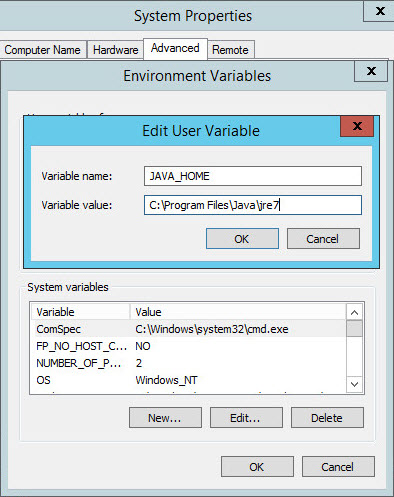 System Properties
x
Computer Name Hardware Advanced Remote
Environment Variables
x
Edit User Variable
x
Variable name: JAVA_HOME
Variable value: C:\Program Files\Java\jre7
OK Cancel
System variables
Variable Value
ComSpec C:\Windows\system32\cmd.exe
FP_NO_HOST_C... NO
NUMBER_OF_P... 2
OS Windows_NT
New... Edit... Delete
OK Cancel